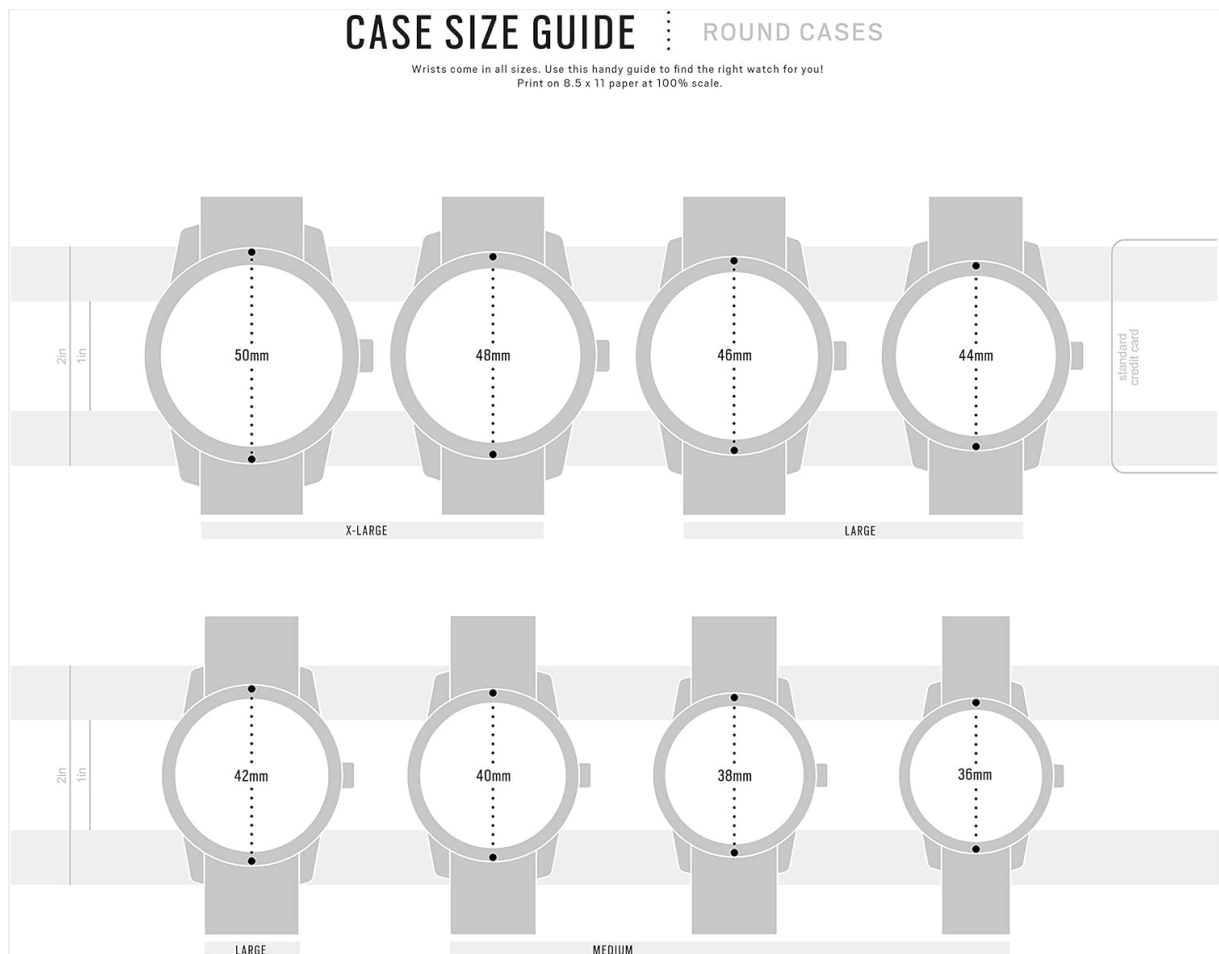 CASE SIZE GUIDE
ROUND CASES
Wrists come in all sizes. Use this handy guide to find the right watch for you!
Print on 8.5 x 11 paper at 100% scale.
2in
1in
50mm
48mm
46mm
44mm
standard
credit card
X-LARGE
LARGE
2in
1in
42mm
40mm
38mm
36mm
LARGE
MEDIUM